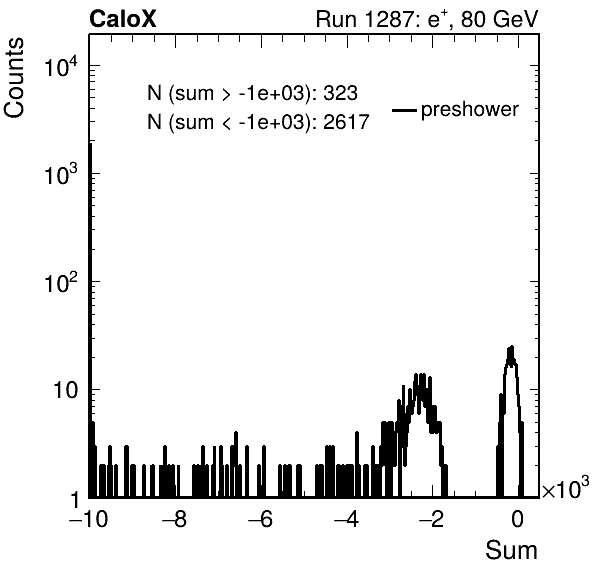 CaloX Run 1287: e⁺, 80 GeV
Counts
N (sum > -1e+03): 323
N (sum < -1e+03): 2617
preshower
10⁴
10³
10²
10
1
−10 −8 −6 −4 −2 0
×10³
Sum